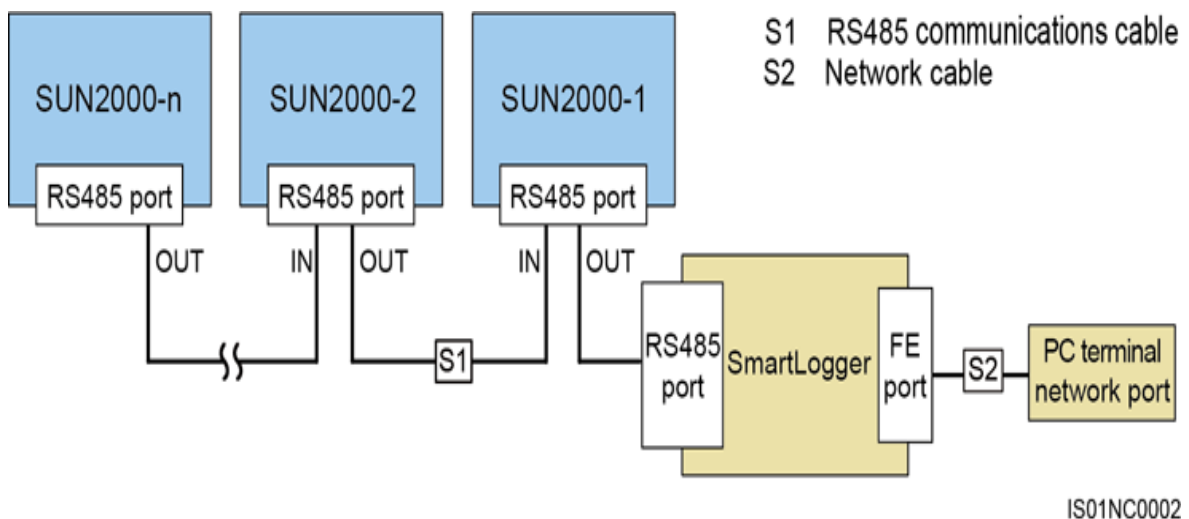 S1 RS485 communications cable
S2 Network cable
SUN2000-n
SUN2000-2
SUN2000-1
RS485 port
RS485 port
RS485 port
OUT
IN
OUT
IN
OUT
S1
RS485
port
SmartLogger
FE
port
S2
PC terminal
network port
IS01NC0002